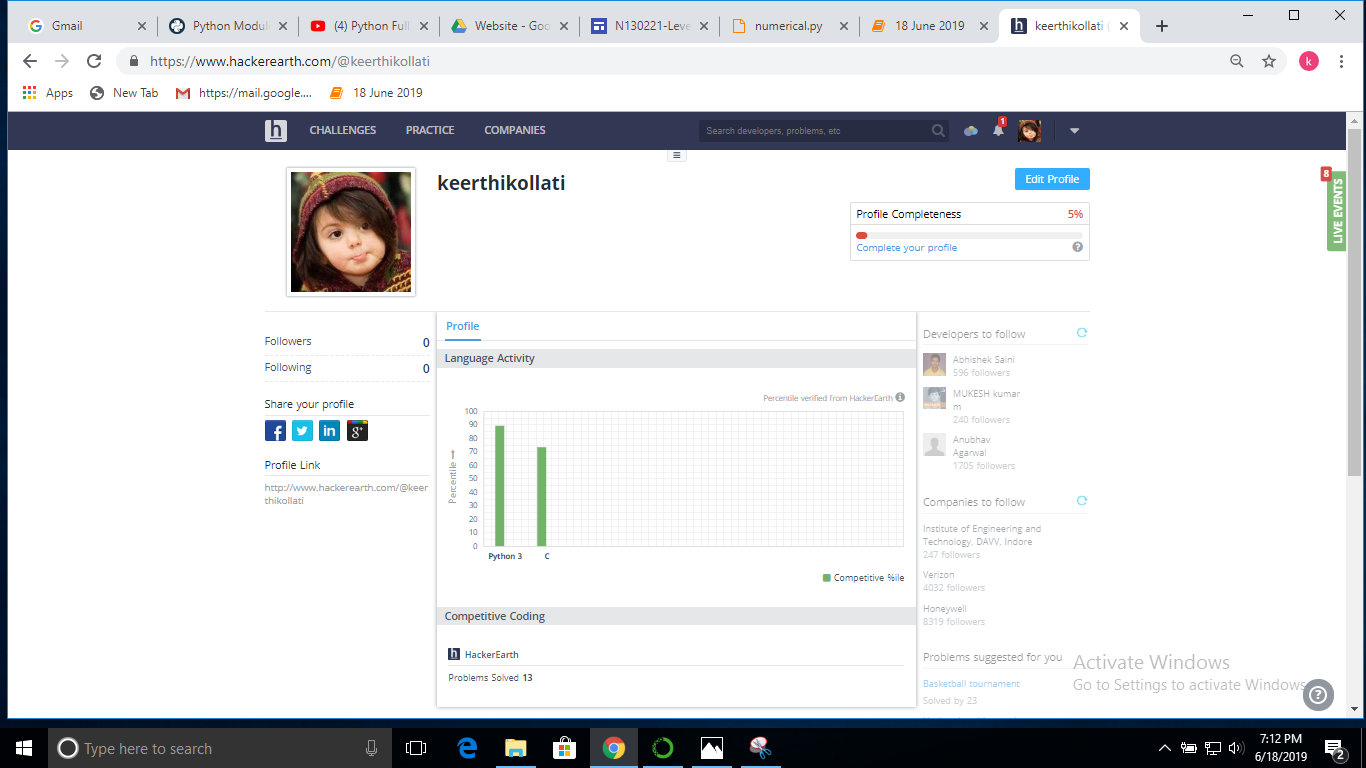 Gmail
Python Modul
(4) Python Full
Website - Goo
N130221-Leve
numerical.py
18 June 2019
keerthikollati (
https://www.hackerearth.com/@keerthikollati
k
Apps
New Tab
https://mail.google....
18 June 2019
h CHALLENGES PRACTICE COMPANIES
Search developers, problems, etc
1
keerthikollati
Edit Profile
Profile Completeness 5%
Complete your profile
?
8
LIVE EVENTS
Followers 0
Following 0
Share your profile
Profile Link
http://www.hackerearth.com/@keer
thikollati
Profile
Language Activity
Percentile verified from HackerEarth
100
90
80
70
60
50
40
30
20
10
0
Percentile →
Python 3
C
Competitive %ile
Competitive Coding
h HackerEarth
Problems Solved 13
Developers to follow
Abhishek Saini
596 followers
MUKESH kumar
m
240 followers
Anubhav
Agarwal
1705 followers
Companies to follow
Institute of Engineering and
Technology, DAVV, Indore
247 followers
Verizon
4032 followers
Honeywell
8319 followers
Problems suggested for you
Basketball tournament
Solved by 23
Activate Windows
Go to Settings to activate Windows.
?
Type here to search
7:12 PM
6/18/2019
2